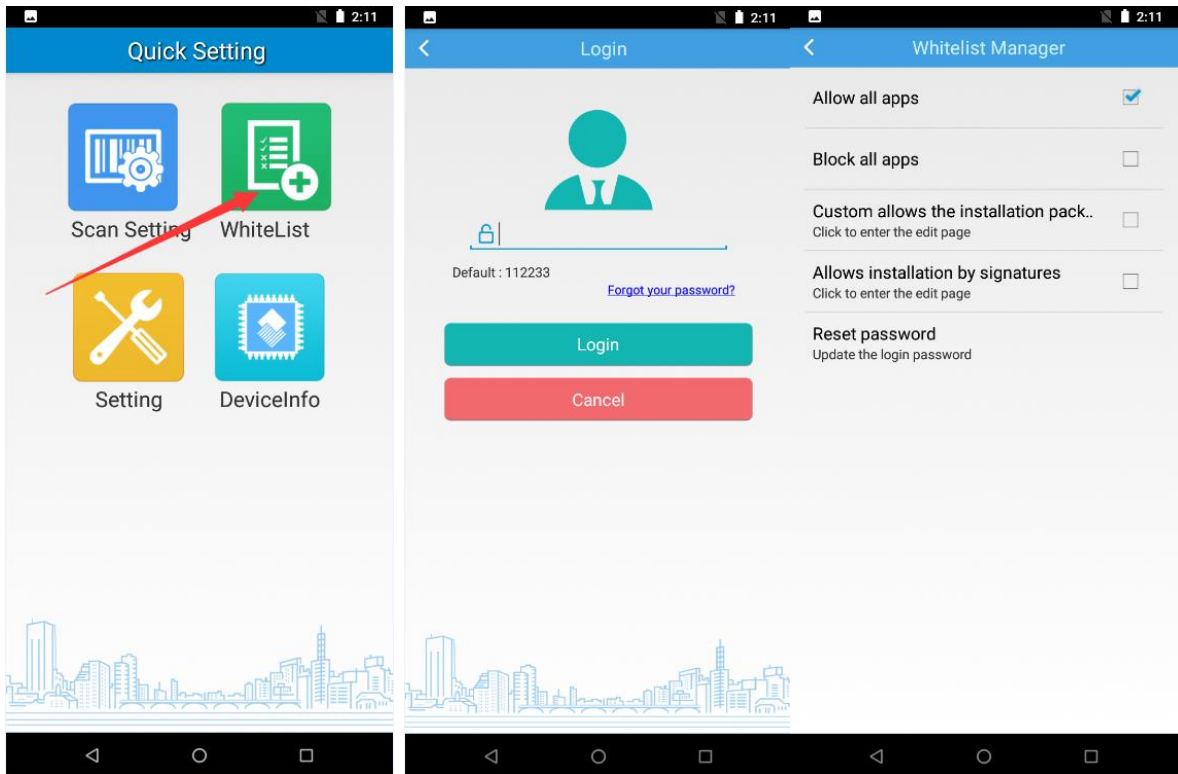 2:11
Quick Setting
Scan Setting
WhiteList
Setting
DeviceInfo
2:11
Login
Default : 112233
Forgot your password?
Login
Cancel
2:11
Whitelist Manager
Allow all apps
Block all apps
Custom allows the installation pack..
Click to enter the edit page
Allows installation by signatures
Click to enter the edit page
Reset password
Update the login password